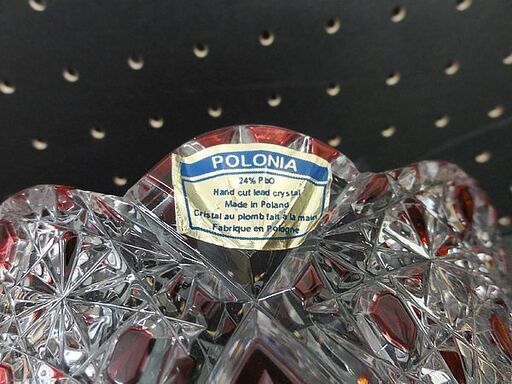 POLONIA
24% PbO
Hand cut lead crystal
Made in Poland
Cristal au plomb fait à la main
Fabrique en Pologne